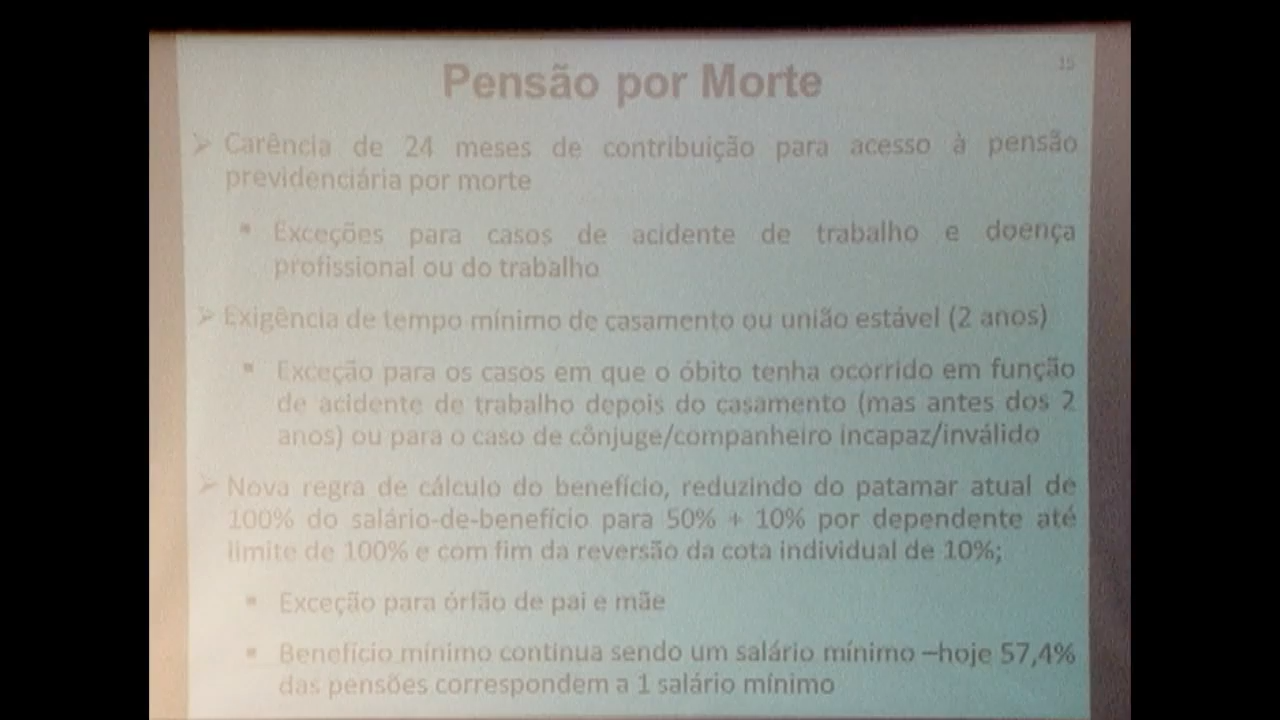 15
Pensão por Morte
➢ Carência de 24 meses de contribuição para acesso à pensão
previdenciária por morte
▪ Exceções para casos de acidente de trabalho e doença
profissional ou do trabalho
➢ Exigência de tempo mínimo de casamento ou união estável (2 anos)
▪ Exceção para os casos em que o óbito tenha ocorrido em função
de acidente de trabalho depois do casamento (mas antes dos 2
anos) ou para o caso de cônjuge/companheiro incapaz/inválido
➢ Nova regra de cálculo do benefício, reduzindo do patamar atual de
100% do salário-de-benefício para 50% + 10% por dependente até
limite de 100% e com fim da reversão da cota individual de 10%;
▪ Exceção para órfão de pai e mãe
▪ Benefício mínimo continua sendo um salário mínimo –hoje 57,4%
das pensões correspondem a 1 salário mínimo